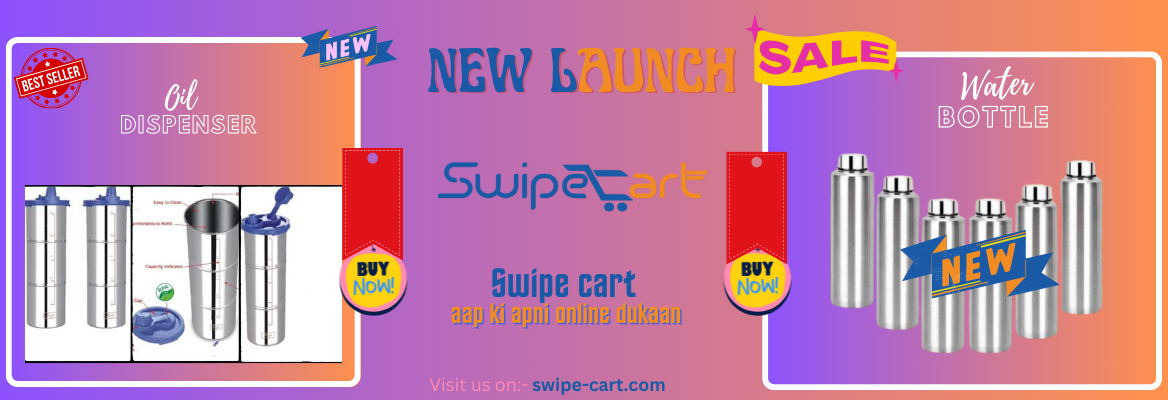 BEST SELLER
NEW
Oil
DISPENSER
Easy to Clean
Comfortable to Refill
Capacity Indicator
Cap
BUY
NOW!
NEW LAUNCH
SwipeCart
Swipe cart
aap ki apni online dukaan
Visit us on:- swipe-cart.com
SALE
BUY
NOW!
Water
BOTTLE
NEW